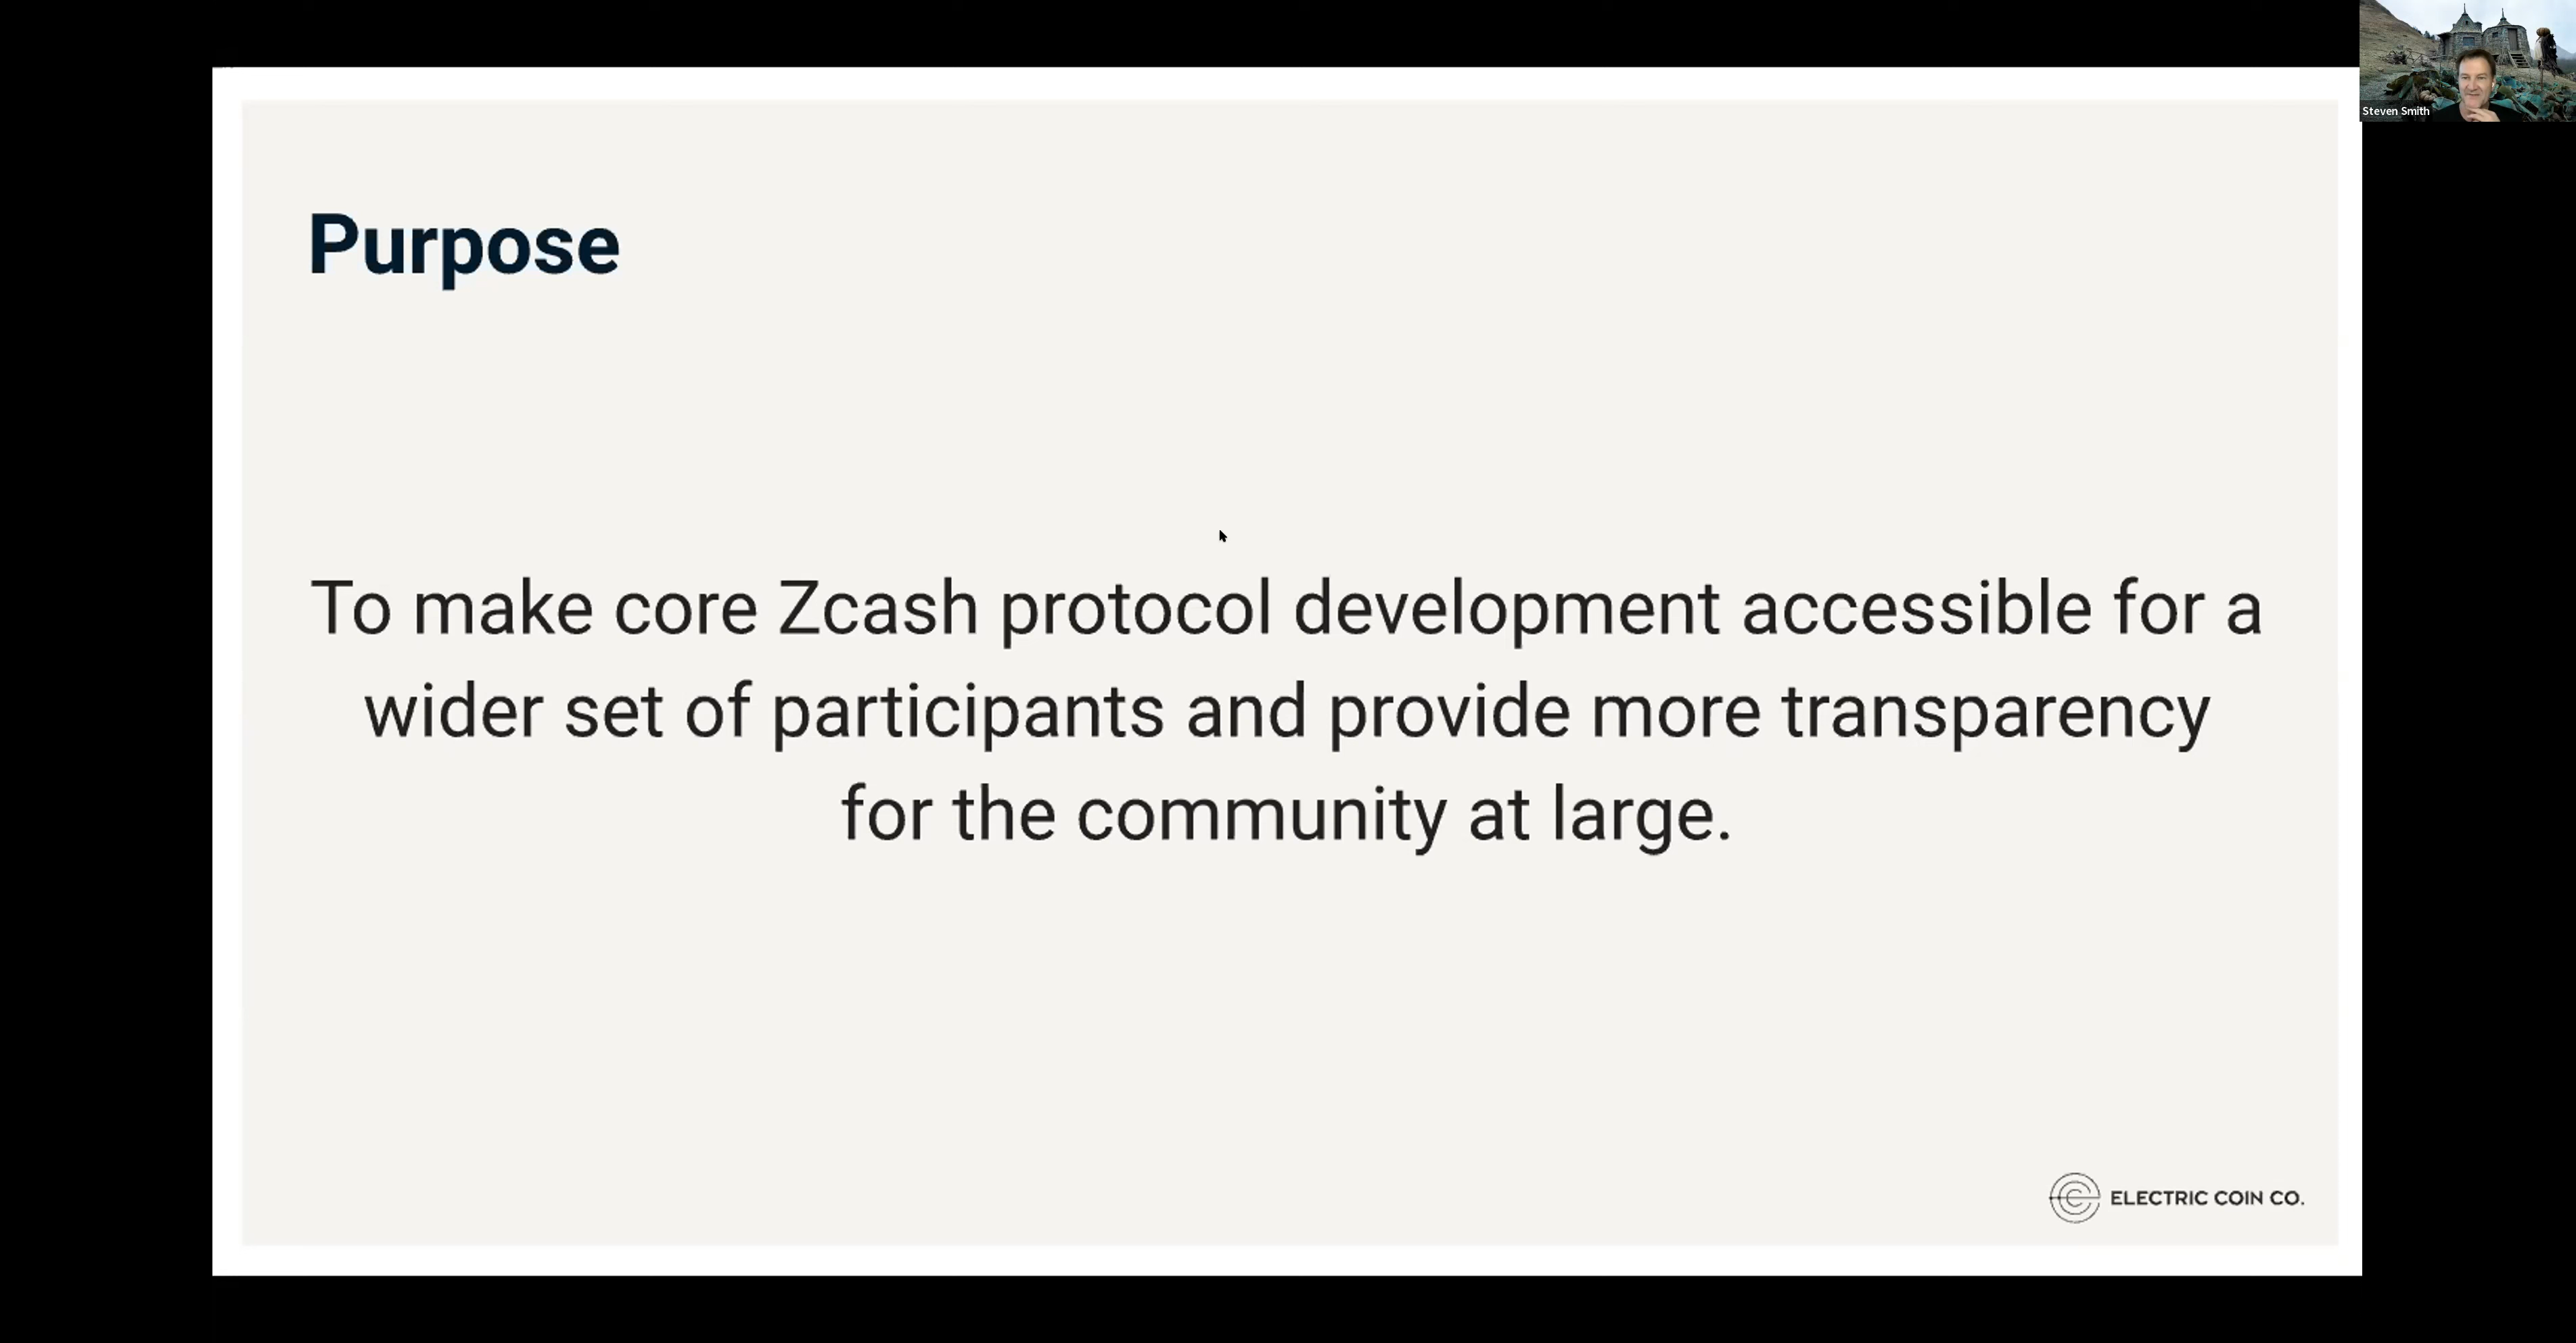 Steven Smith
Purpose
To make core Zcash protocol development accessible for a
wider set of participants and provide more transparency
for the community at large.
ELECTRIC COIN CO.